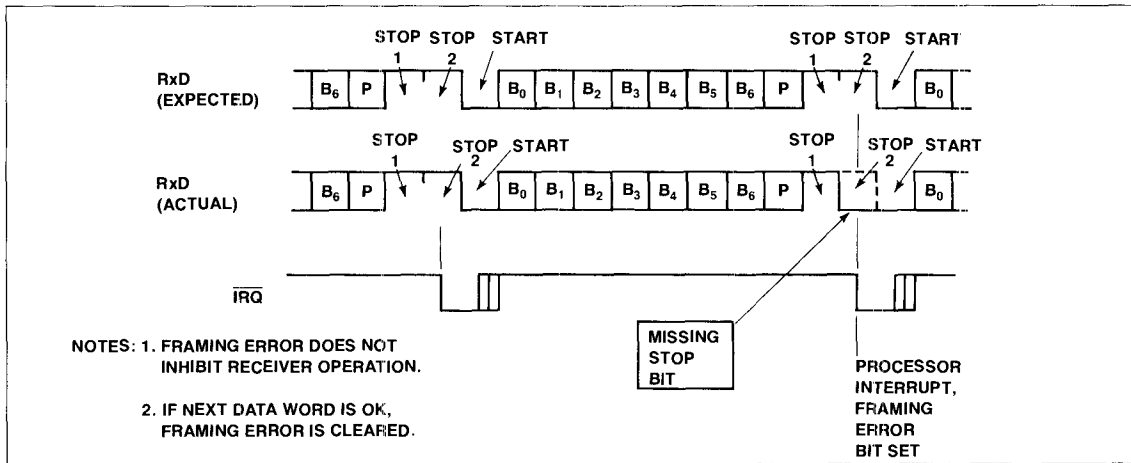 STOP 1 STOP 2 START STOP 1 STOP 2 START
RxD
(EXPECTED)
B6 P B0 B1 B2 B3 B4 B5 B6 P B0
STOP 1 STOP 2 START STOP 1 STOP 2 START
RxD
(ACTUAL)
B6 P B0 B1 B2 B3 B4 B5 B6 P B0
IRQ
MISSING
STOP
BIT
PROCESSOR
INTERRUPT,
FRAMING
ERROR
BIT SET
NOTES: 1. FRAMING ERROR DOES NOT
INHIBIT RECEIVER OPERATION.
2. IF NEXT DATA WORD IS OK,
FRAMING ERROR IS CLEARED.